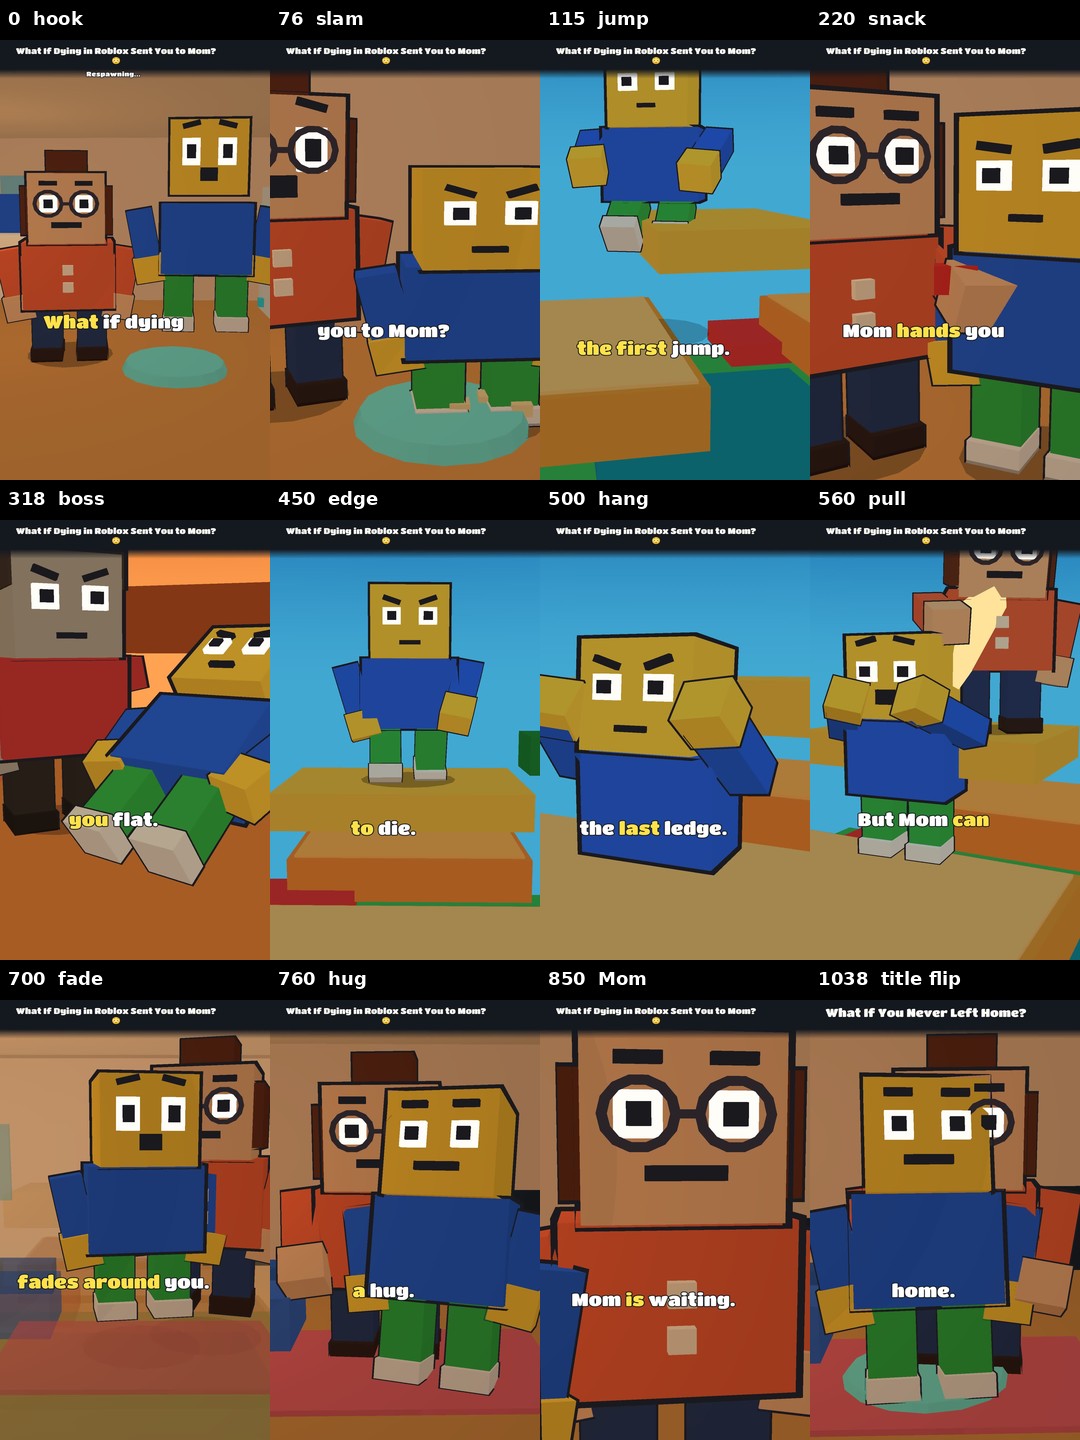 0 hook
What If Dying in Roblox Sent You to Mom?
Respawning...
What if dying
76 slam
What If Dying in Roblox Sent You to Mom?
you to Mom?
115 jump
What If Dying in Roblox Sent You to Mom?
the first jump.
220 snack
What If Dying in Roblox Sent You to Mom?
Mom hands you
318 boss
What If Dying in Roblox Sent You to Mom?
you flat.
450 edge
What If Dying in Roblox Sent You to Mom?
to die.
500 hang
What If Dying in Roblox Sent You to Mom?
the last ledge.
560 pull
What If Dying in Roblox Sent You to Mom?
But Mom can
700 fade
What If Dying in Roblox Sent You to Mom?
fades around you.
760 hug
What If Dying in Roblox Sent You to Mom?
a hug.
850 Mom
What If Dying in Roblox Sent You to Mom?
Mom is waiting.
1038 title flip
What If You Never Left Home?
home.